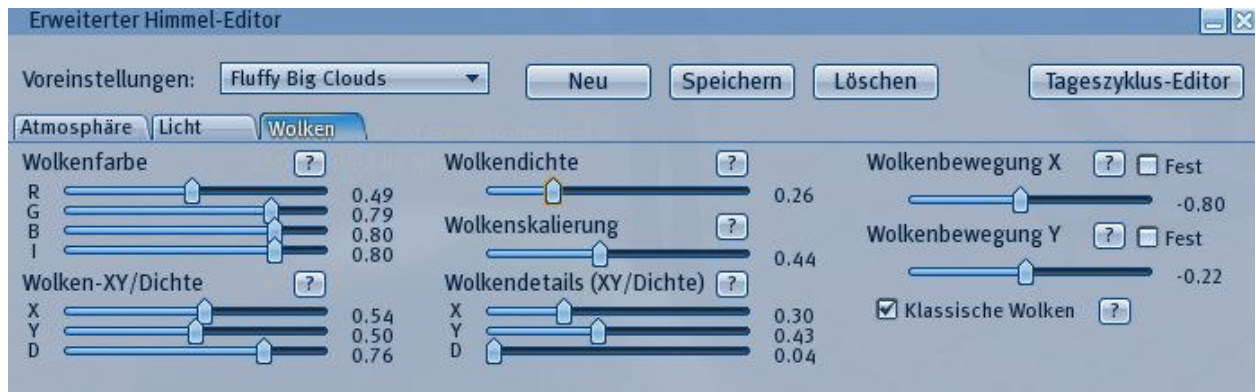 Erweiterter Himmel-Editor
Voreinstellungen: Fluffy Big Clouds Neu Speichern Löschen Tageszyklus-Editor
Atmosphäre Licht Wolken
Wolkenfarbe ?
R 0.49
G 0.79
B 0.80
I 0.80
Wolken-XY/Dichte ?
X 0.54
Y 0.50
D 0.76
Wolkendichte ?
0.26
Wolkenskalierung ?
0.44
Wolkendetails (XY/Dichte) ?
X 0.30
Y 0.43
D 0.04
Wolkenbewegung X ? Fest
-0.80
Wolkenbewegung Y ? Fest
-0.22
Klassische Wolken ?